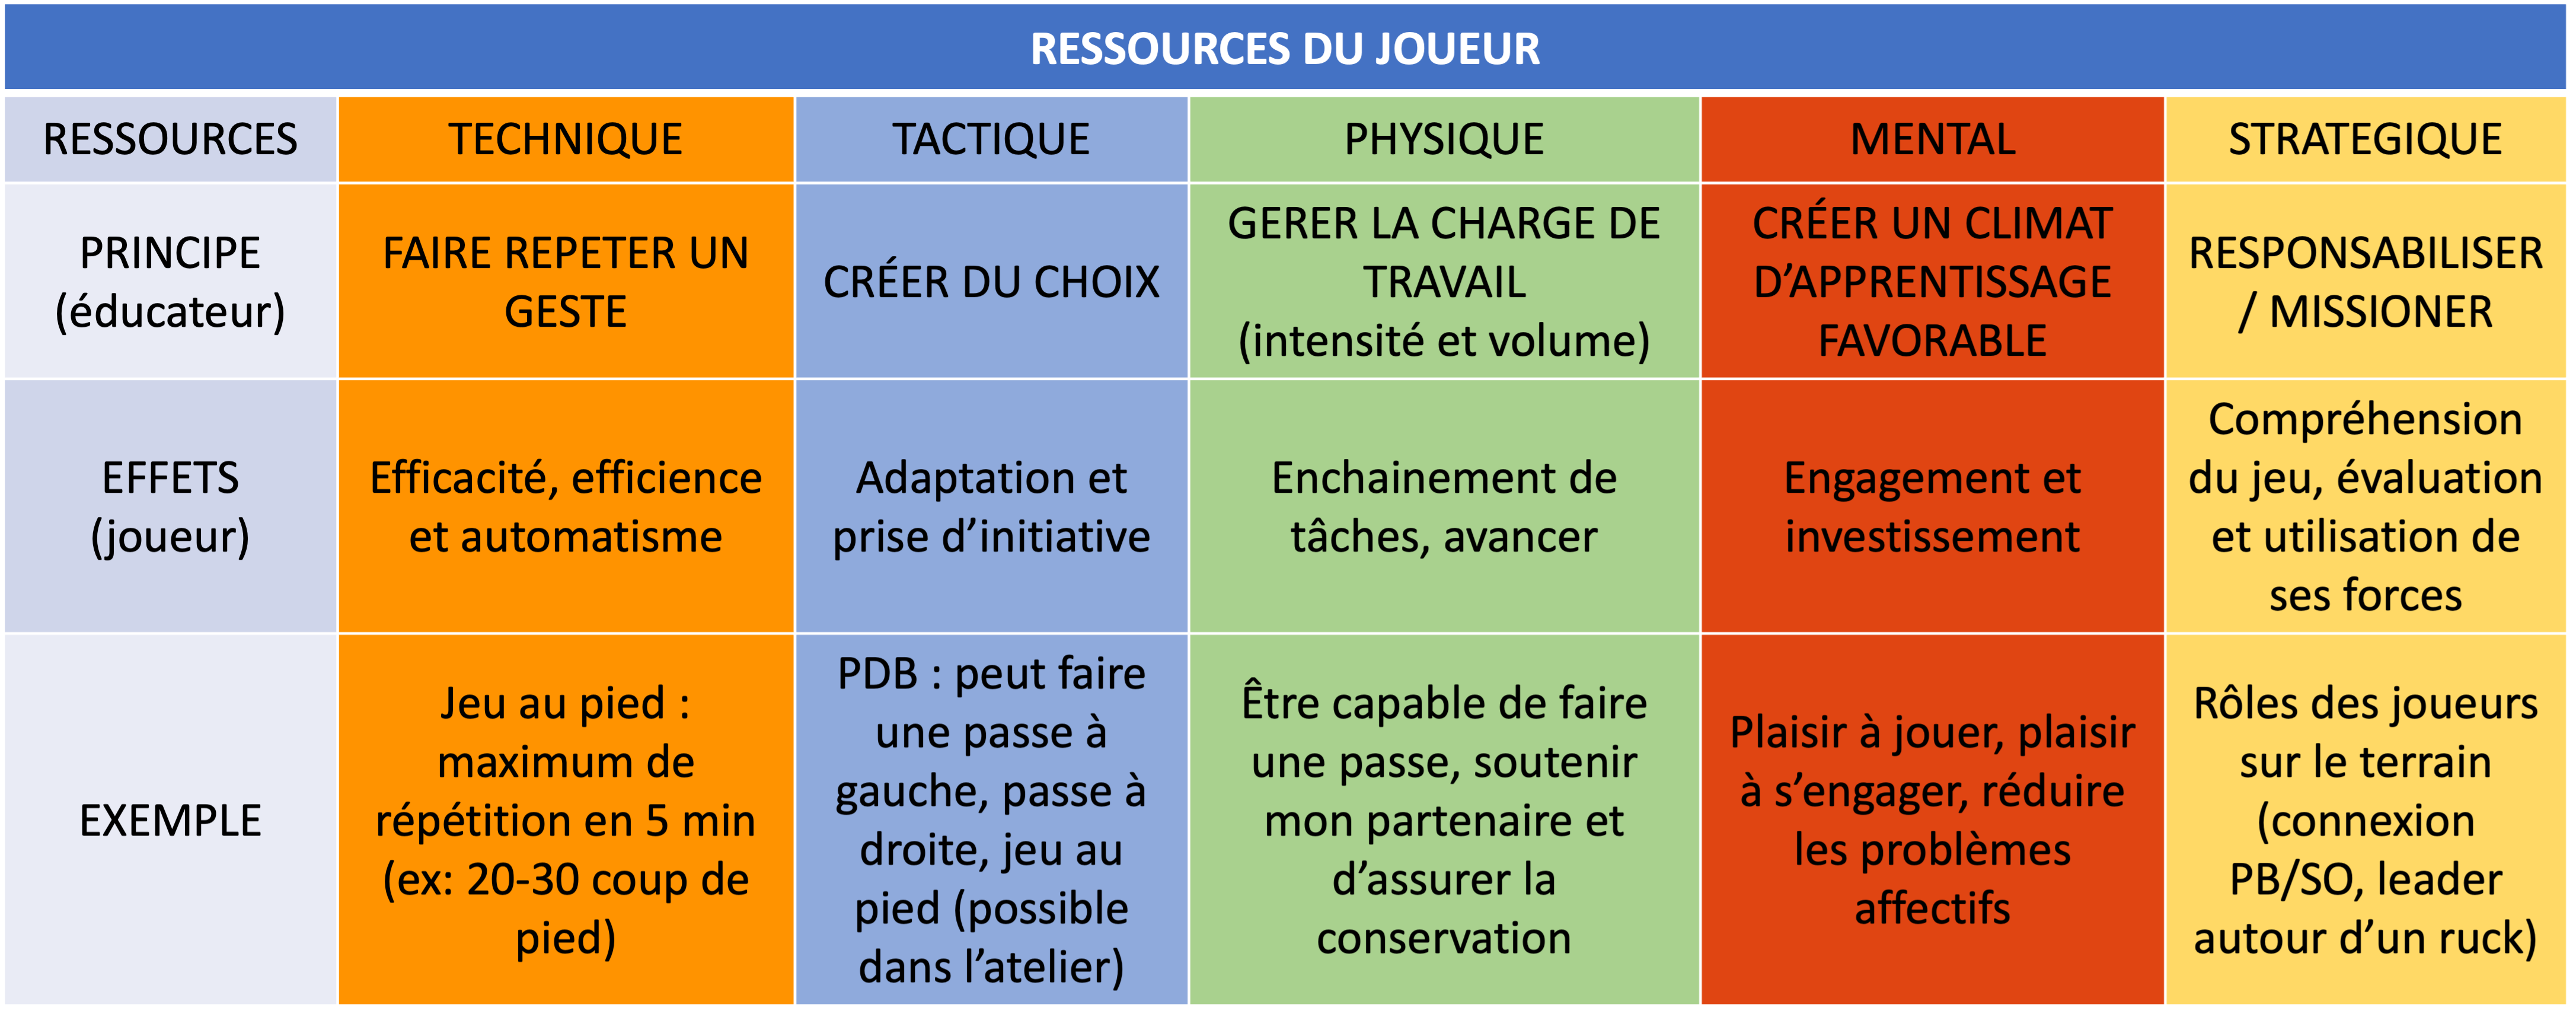 RESSOURCES DU JOUEUR
RESSOURCES
TECHNIQUE
TACTIQUE
PHYSIQUE
MENTAL
STRATEGIQUE
PRINCIPE
(éducateur)
FAIRE REPETER UN
GESTE
CRÉER DU CHOIX
GERER LA CHARGE DE
TRAVAIL
(intensité et volume)
CRÉER UN CLIMAT
D’APPRENTISSAGE
FAVORABLE
RESPONSABILISER
/ MISSIONER
EFFETS
(joueur)
Efficacité, efficience
et automatisme
Adaptation et
prise d’initiative
Enchainement de
tâches, avancer
Engagement et
investissement
Compréhension
du jeu, évaluation
et utilisation de
ses forces
EXEMPLE
Jeu au pied :
maximum de
répétition en 5 min
(ex: 20-30 coup de
pied)
PDB : peut faire
une passe à
gauche, passe à
droite, jeu au
pied (possible
dans l’atelier)
Être capable de faire
une passe, soutenir
mon partenaire et
d’assurer la
conservation
Plaisir à jouer, plaisir
à s’engager, réduire
les problèmes
affectifs
Rôles des joueurs
sur le terrain
(connexion
PB/SO, leader
autour d’un ruck)